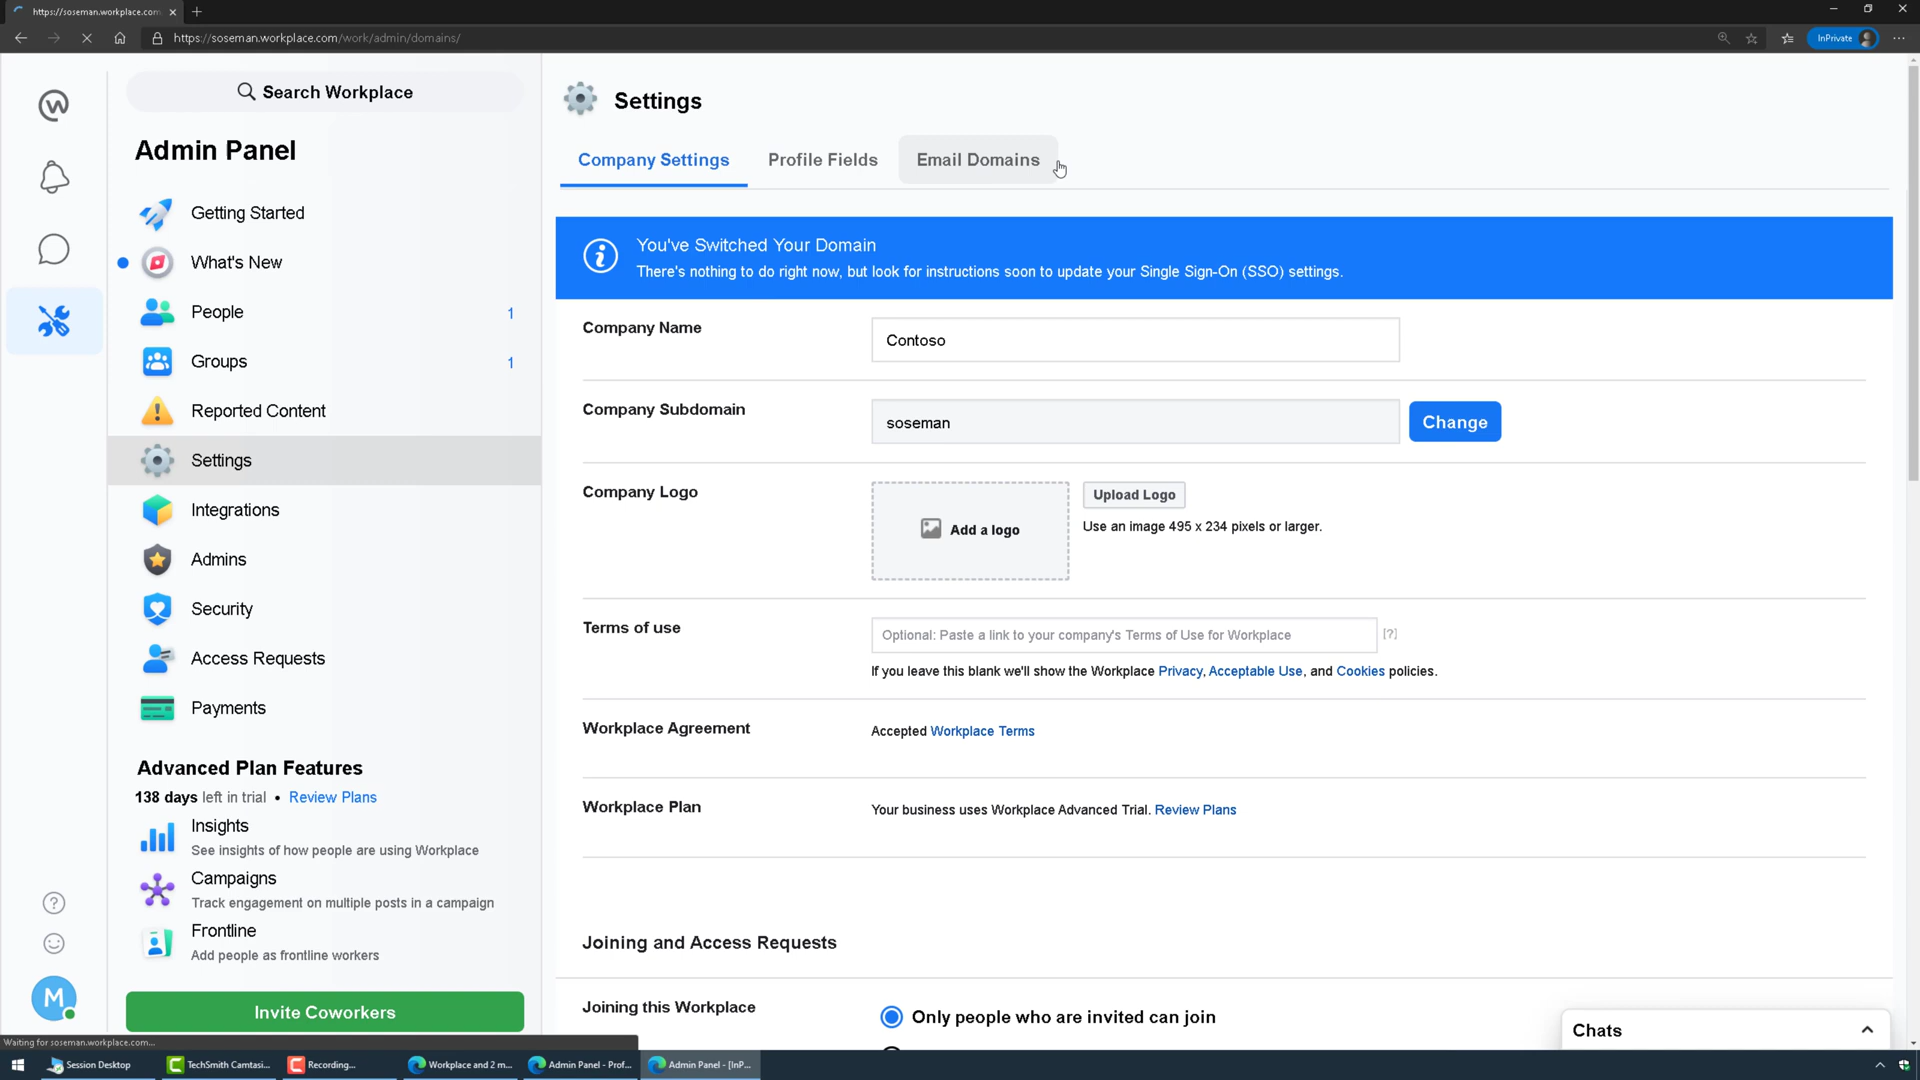 https://soseman.workplace.com
https://soseman.workplace.com/work/admin/domains/
InPrivate
Search Workplace
Admin Panel
Getting Started
What's New
People 1
Groups 1
Reported Content
Settings
Integrations
Admins
Security
Access Requests
Payments
Advanced Plan Features
138 days left in trial • Review Plans
Insights
See insights of how people are using Workplace
Campaigns
Track engagement on multiple posts in a campaign
Frontline
Add people as frontline workers
M
Invite Coworkers
Settings
Company Settings Profile Fields Email Domains
You've Switched Your Domain
There's nothing to do right now, but look for instructions soon to update your Single Sign-On (SSO) settings.
Company Name Contoso
Company Subdomain soseman Change
Company Logo Add a logo Upload Logo
Use an image 495 x 234 pixels or larger.
Terms of use Optional: Paste a link to your company's Terms of Use for Workplace [?]
If you leave this blank we'll show the Workplace Privacy, Acceptable Use, and Cookies policies.
Workplace Agreement Accepted Workplace Terms
Workplace Plan Your business uses Workplace Advanced Trial. Review Plans
Joining and Access Requests
Joining this Workplace Only people who are invited can join
Chats
Waiting for soseman.workplace.com...
Session Desktop TechSmith Camtasi... Recording... Workplace and 2 m... Admin Panel - Prof... Admin Panel - [InP...